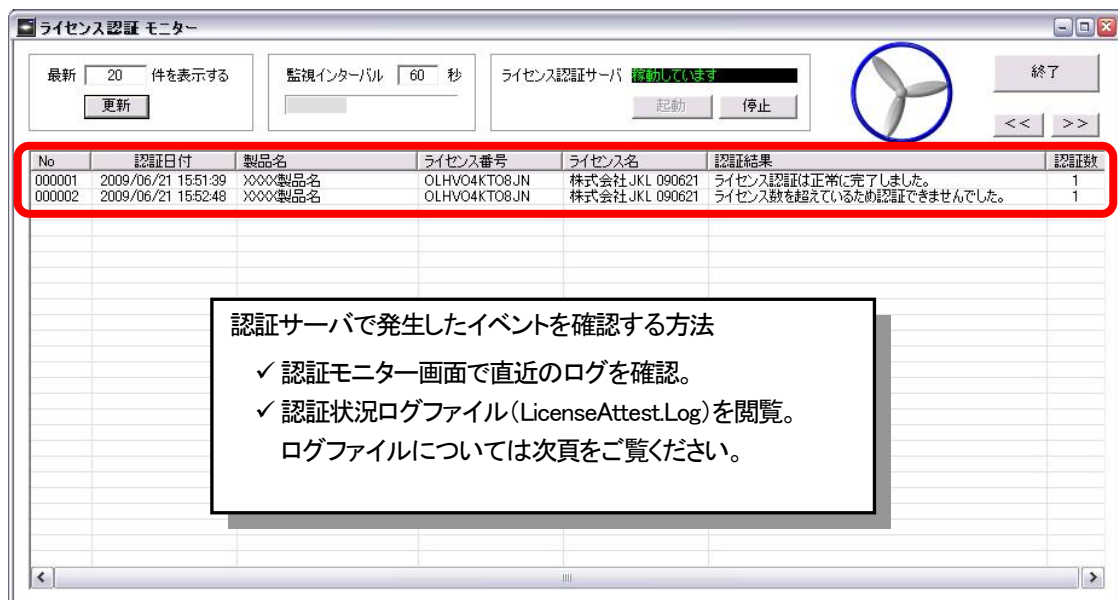 ライセンス認証 モニター
最新 20 件を表示する
更新
監視インターバル 60 秒
ライセンス認証サーバ 稼動しています
起動 停止
終了
<< >>
No 認証日付 製品名 ライセンス番号 ライセンス名 認証結果 認証数
000001 2009/06/21 15:51:39 XXXX製品名 OLHVO4KTO8JN 株式会社JKL 090621 ライセンス認証は正常に完了しました。 1
000002 2009/06/21 15:52:48 XXXX製品名 OLHVO4KTO8JN 株式会社JKL 090621 ライセンス数を超えているため認証できませんでした。 1
認証サーバで発生したイベントを確認する方法
✓ 認証モニター画面で直近のログを確認。
✓ 認証状況ログファイル(LicenseAttest.Log)を閲覧。
ログファイルについては次頁をご覧ください。